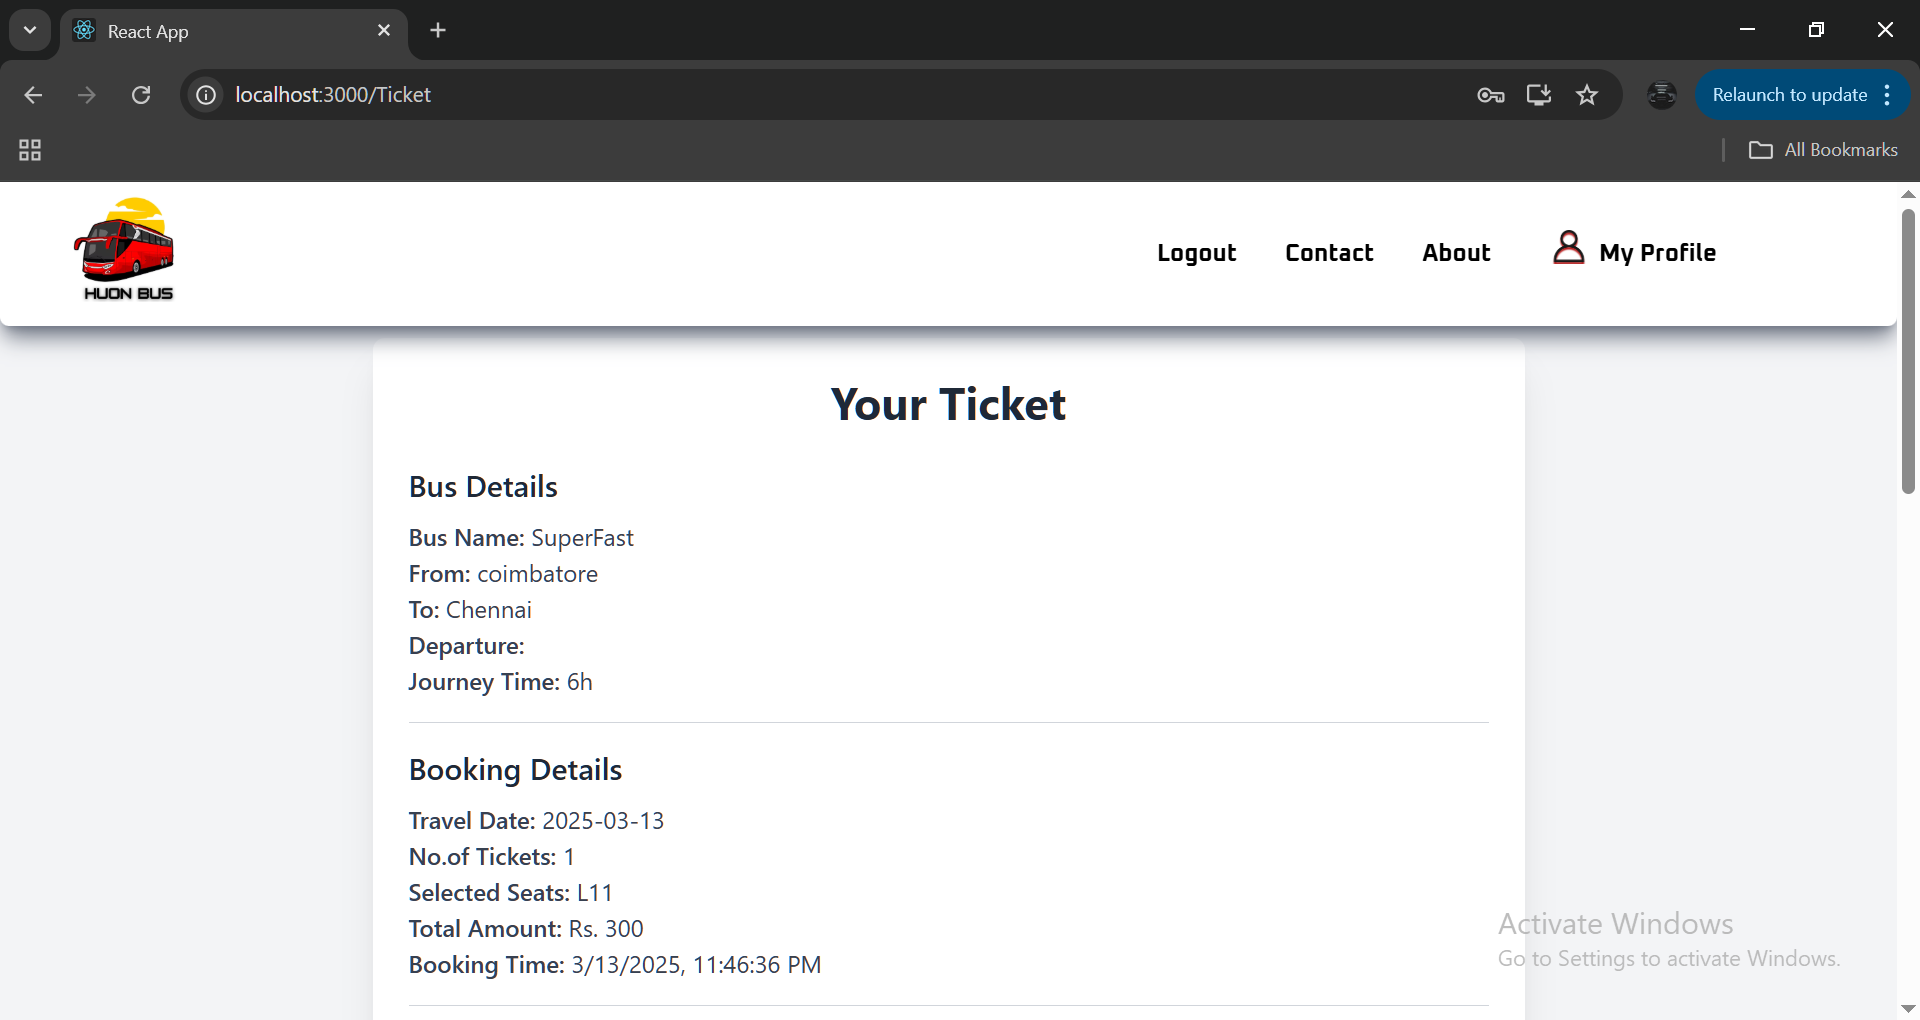 React App
localhost:3000/Ticket
Relaunch to update
All Bookmarks
HUON BUS
Logout
Contact
About
My Profile
Your Ticket
Bus Details
Bus Name: SuperFast
From: coimbatore
To: Chennai
Departure:
Journey Time: 6h
Booking Details
Travel Date: 2025-03-13
No.of Tickets: 1
Selected Seats: L11
Total Amount: Rs. 300
Booking Time: 3/13/2025, 11:46:36 PM
Activate Windows
Go to Settings to activate Windows.